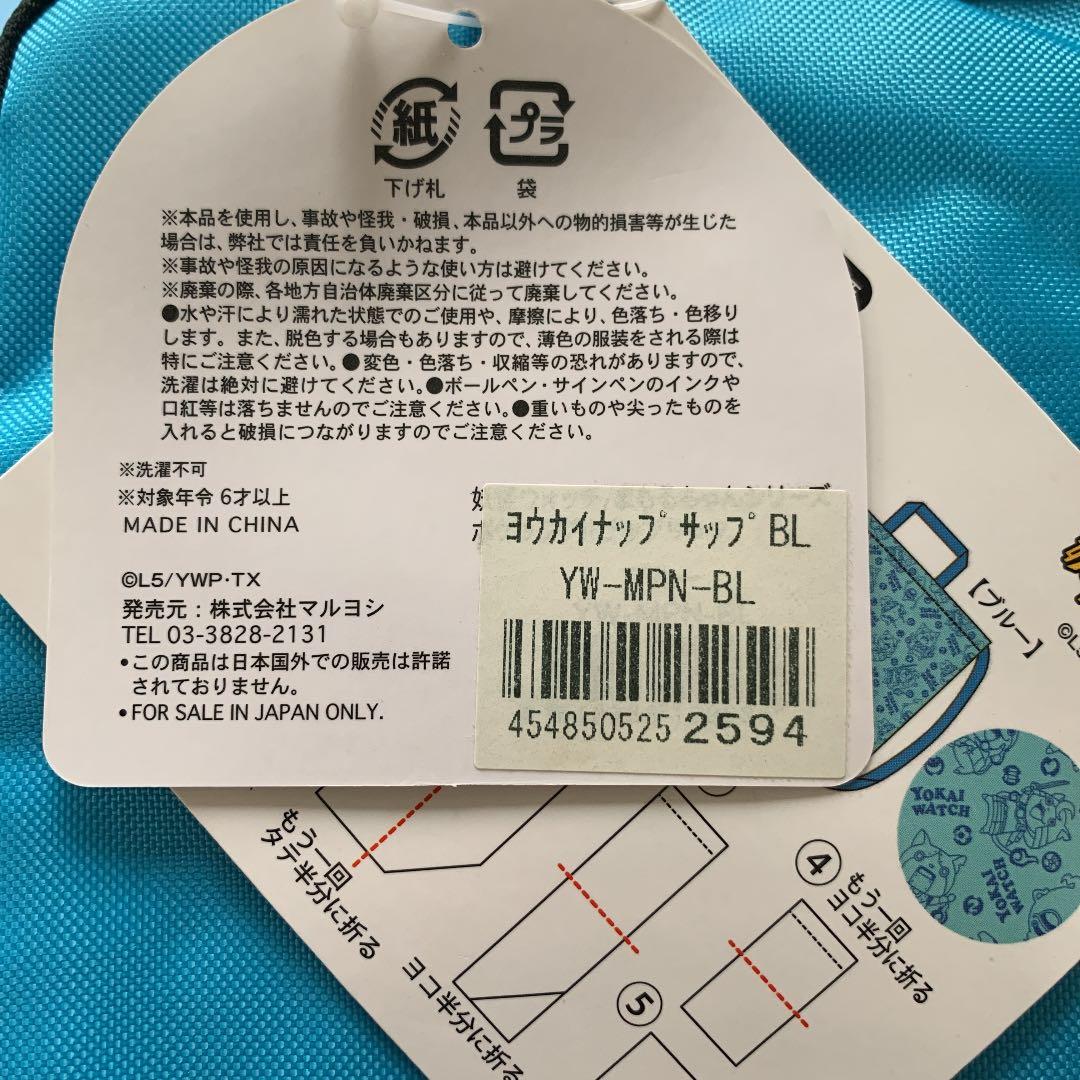 紙
プラ
下げ札
袋
※本品を使用し、事故や怪我・破損、本品以外への物的損害等が生じた
場合は、弊社では責任を負いかねます。
※事故や怪我の原因になるような使い方は避けてください。
※廃棄の際、各地方自治体廃棄区分に従って廃棄してください。
●水や汗により濡れた状態でのご使用や、摩擦により、色落ち・色移り
します。また、脱色する場合もありますので、薄色の服装をされる際は
特にご注意ください。●変色・色落ち・収縮等の恐れがありますので、
洗濯は絶対に避けてください。●ボールペン・サインペンのインクや
口紅等は落ちませんのでご注意ください。●重いものや尖ったものを
入れると破損につながりますのでご注意ください。
※洗濯不可
※対象年令 6才以上
MADE IN CHINA
©L5/YWP・TX
発売元：株式会社マルヨシ
TEL 03-3828-2131
•この商品は日本国外での販売は許諾
されておりません。
•FOR SALE IN JAPAN ONLY.
ヨウカイナップサップBL
YW-MPN-BL
454850525 2594
【ブルー】
YOKAI
WATCH
YOKAI
WATCH
もう一回
タテ半分に折る
ヨコ半分に折る
④
もう一回
ヨコ半分に折る
⑤